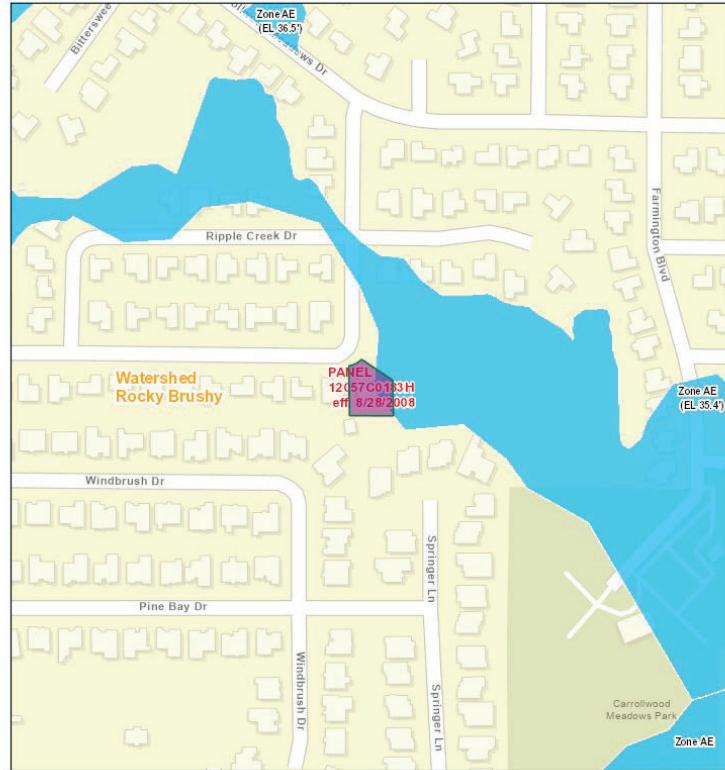 Zone AE
(EL 36.5')
Ripple Creek Dr
Farmington Blvd
Watershed
Rocky Brushy
PANEL
12057C0183H
eff 8/28/2008
Zone AE
(EL 35.4')
Windbrush Dr
Springer Ln
Pine Bay Dr
Windbrush Dr
Springer Ln
Carrollwood
Meadows Park
Zone AE